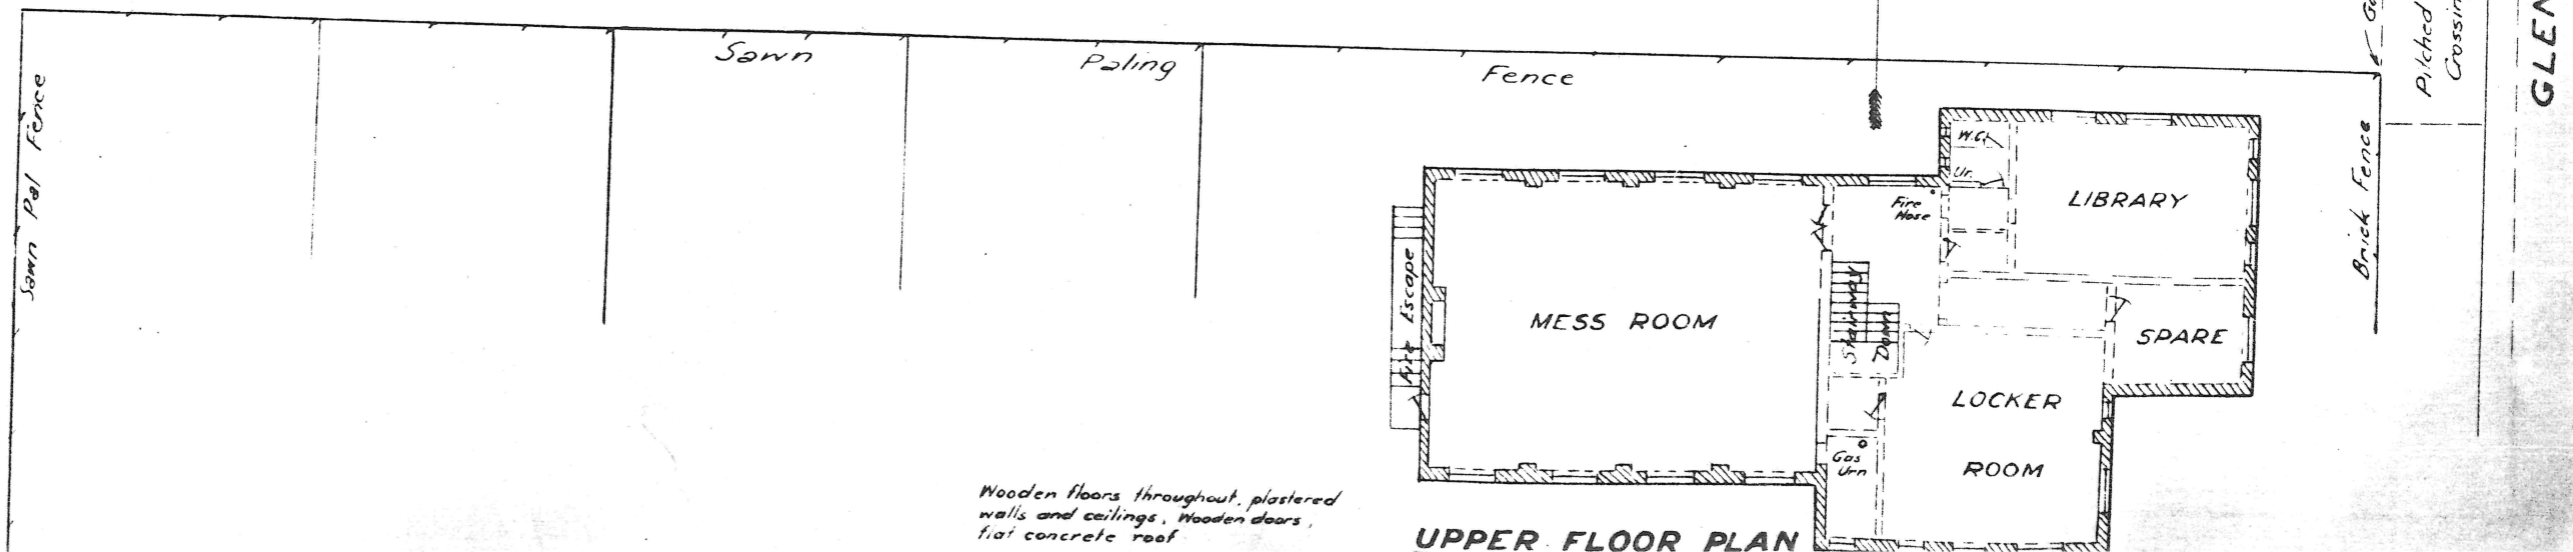 Sawn Paling Fence
Sawn Pal Fence
Pitched
Crossin
GLEN
Brick Fence
W.C.
Ur.
LIBRARY
Fire
Hose
Fire Escape
MESS ROOM
Stairway
Down
SPARE
LOCKER
ROOM
Gas
Urn
Wooden floors throughout, plastered
walls and ceilings, Wooden doors,
flat concrete roof
UPPER FLOOR PLAN